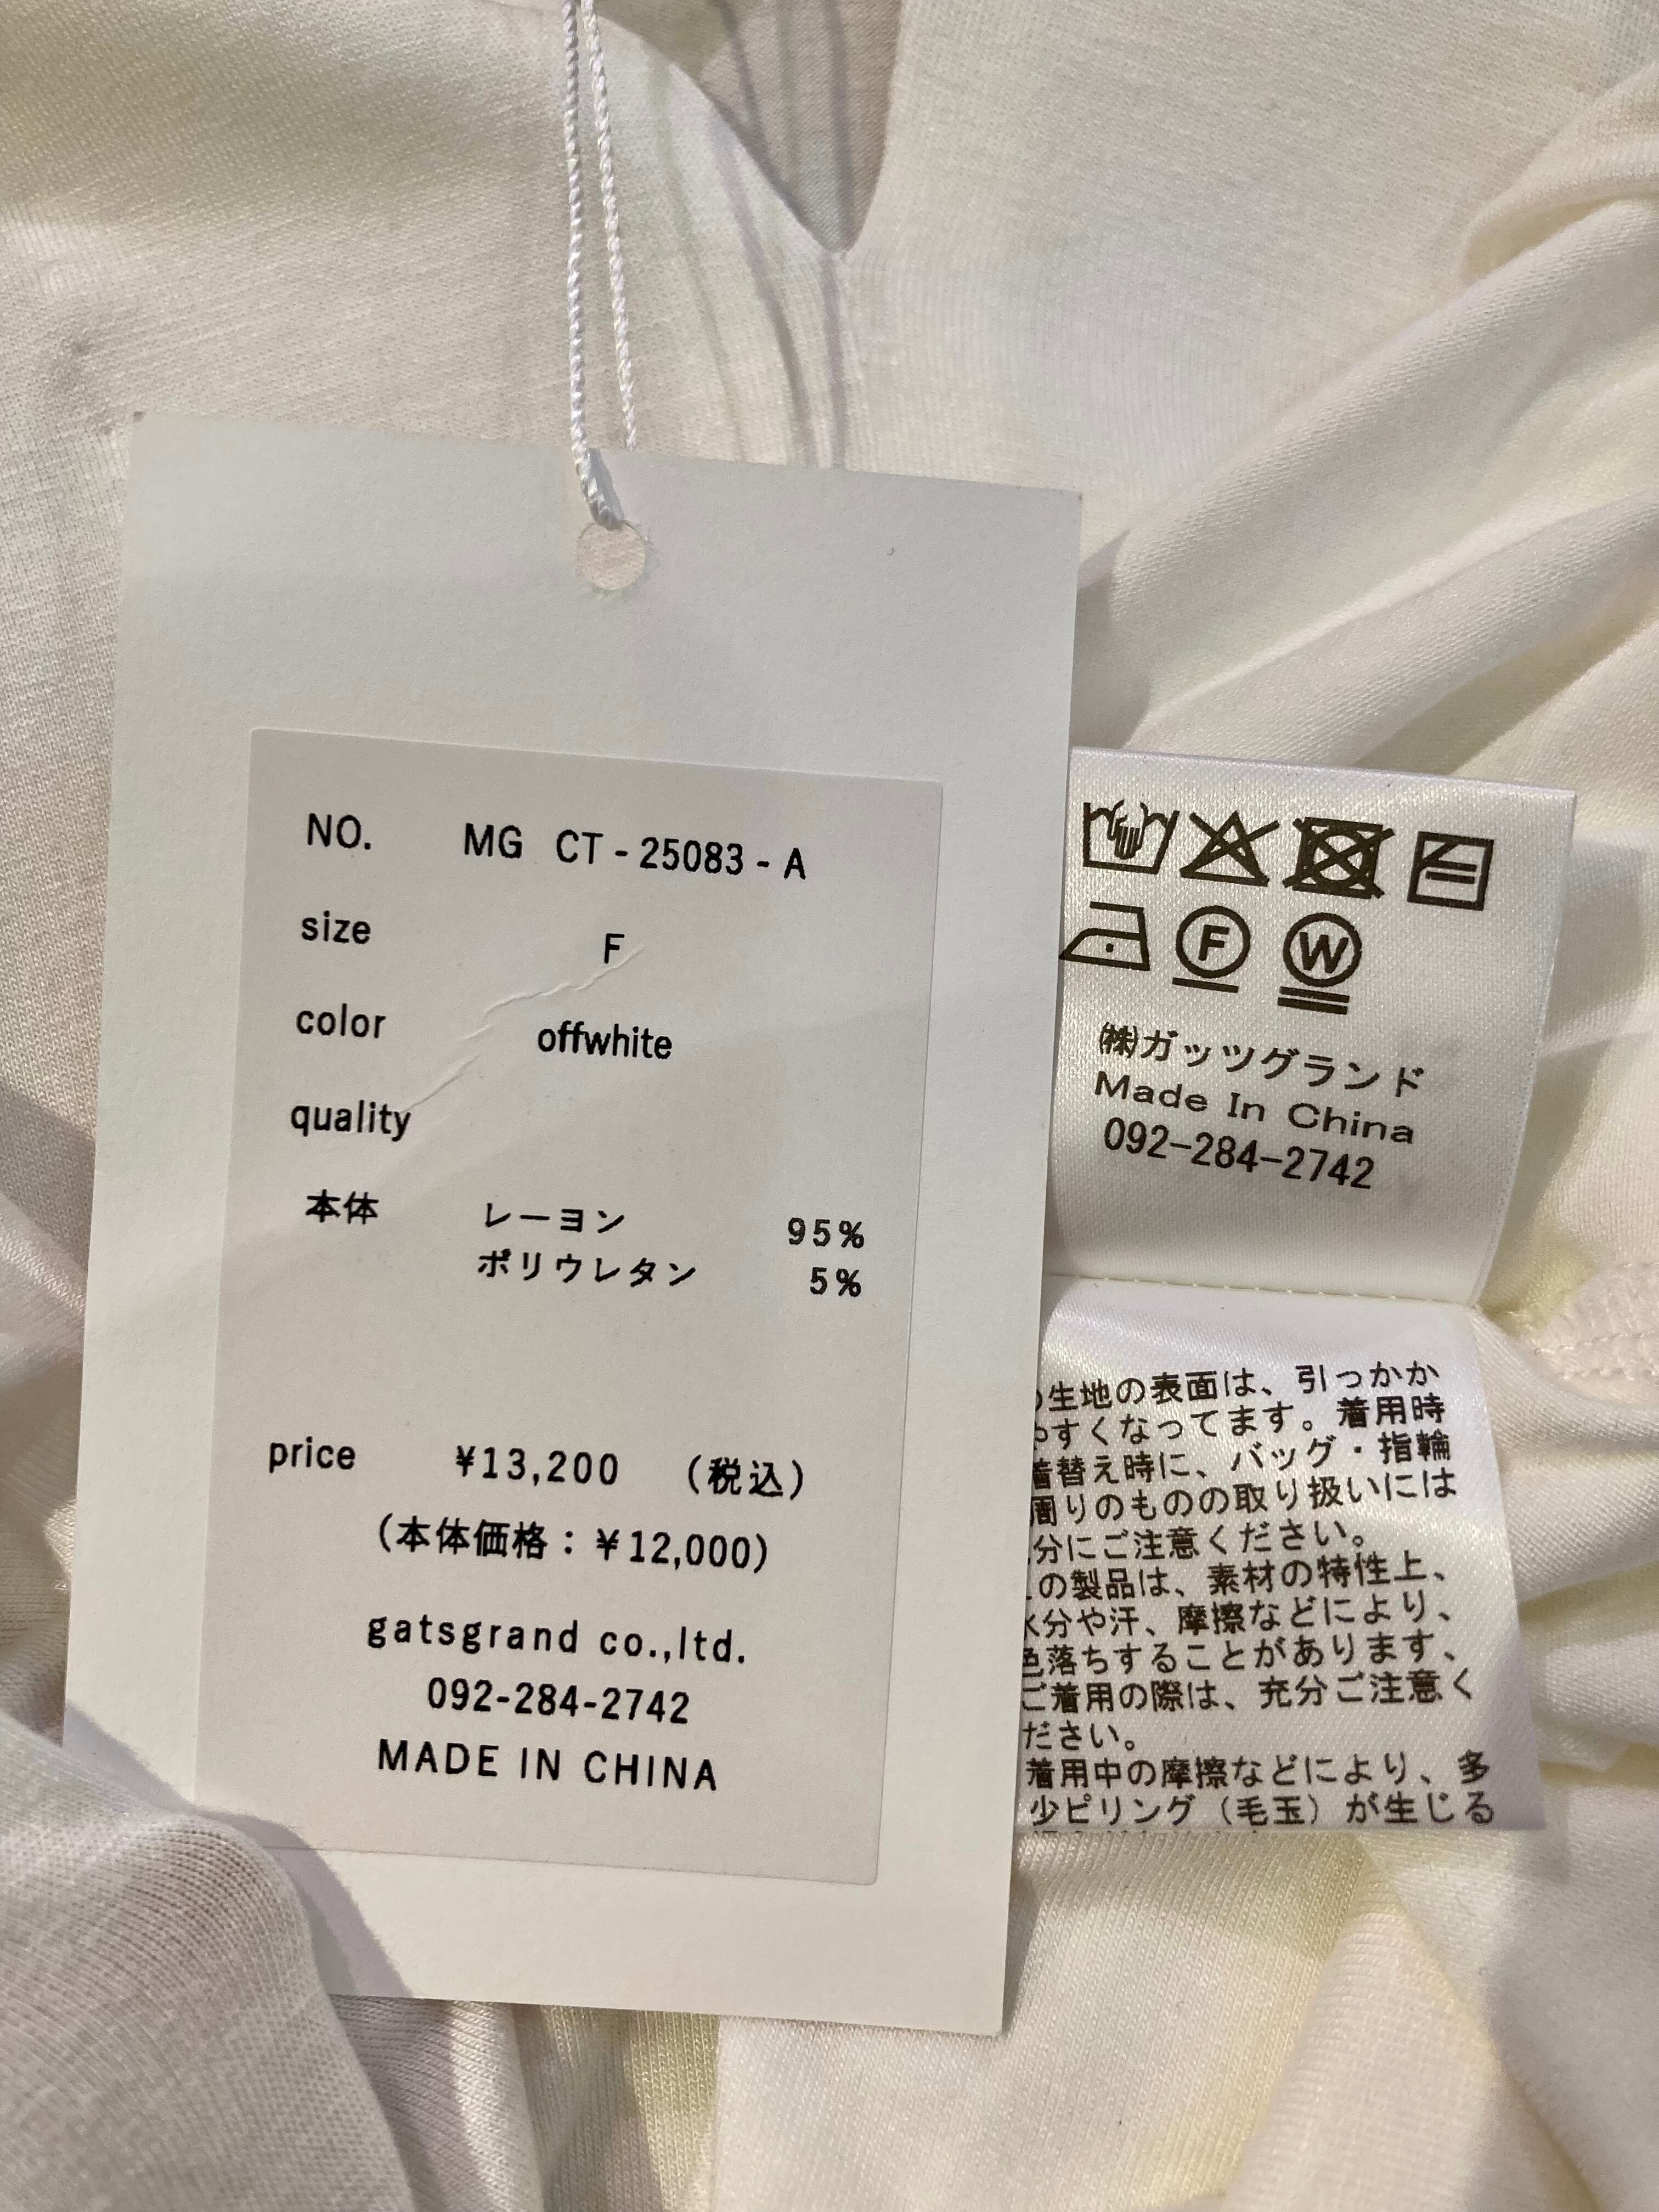 NO. MG CT-25083-A
size F
color offwhite
quality
本体 レーヨン 95%
ポリウレタン 5%
price ¥13,200 (税込)
(本体価格：¥12,000)
gatsgrand co.,ltd.
092-284-2742
MADE IN CHINA
F W
㈱ガッツグランド
Made In China
092-284-2742
生地の表面は、引っかか
やすくなってます。着用時
着替え時に、バッグ・指輪
周りのものの取り扱いには
分にご注意ください。
の製品は、素材の特性上、
水分や汗、摩擦などにより、
色落ちすることがあります、
ご着用の際は、充分ご注意く
ださい。
着用中の摩擦などにより、多
少ピリング（毛玉）が生じる